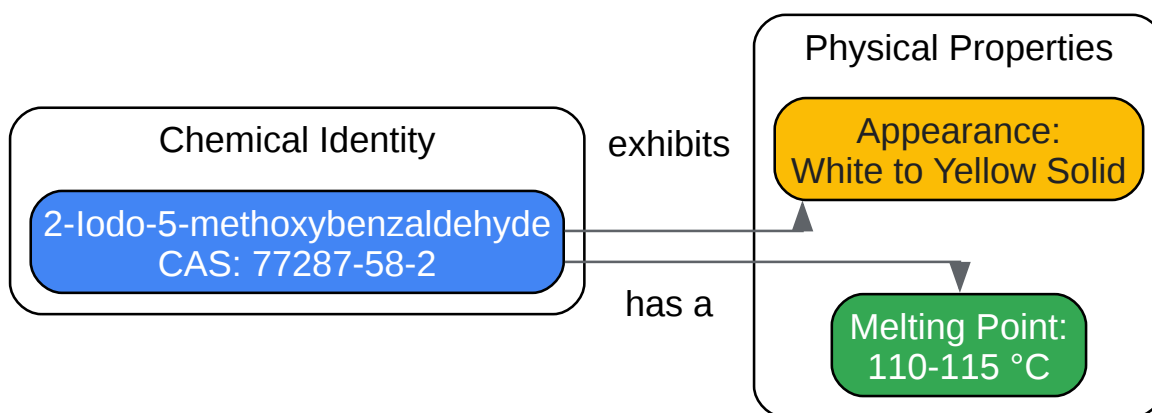 Chemical Identity
2-Iodo-5-methoxybenzaldehyde
CAS: 77287-58-2
exhibits
has a
Physical Properties
Appearance:
White to Yellow Solid
Melting Point:
110-115 °C